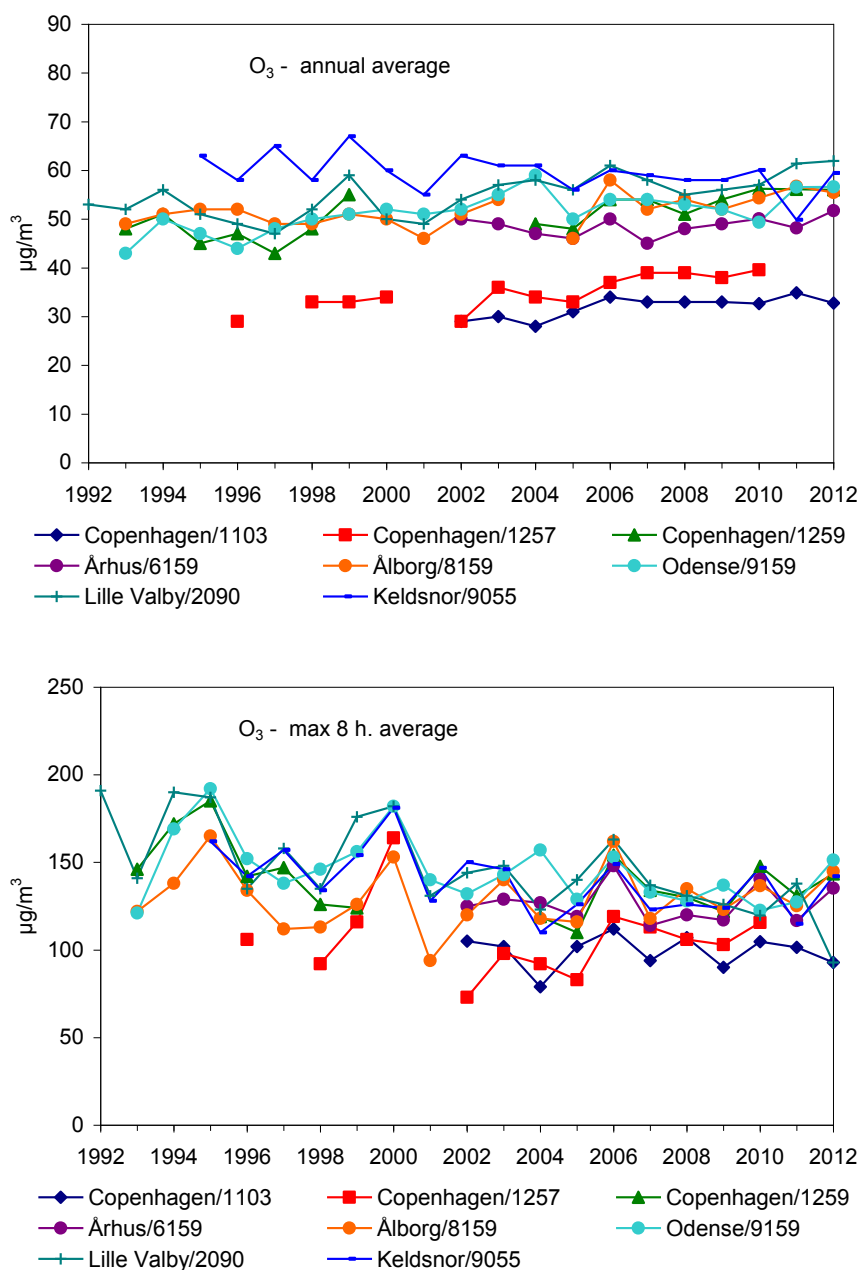 90
80
70
60
50
40
30
20
10
0
O₃ - annual average
µg/m³
1992 1994 1996 1998 2000 2002 2004 2006 2008 2010 2012
Copenhagen/1103 Copenhagen/1257 Copenhagen/1259
Århus/6159 Ålborg/8159 Odense/9159
Lille Valby/2090 Keldsnor/9055
250
200
150
100
50
0
O₃ - max 8 h. average
µg/m³
1992 1994 1996 1998 2000 2002 2004 2006 2008 2010 2012
Copenhagen/1103 Copenhagen/1257 Copenhagen/1259
Århus/6159 Ålborg/8159 Odense/9159
Lille Valby/2090 Keldsnor/9055